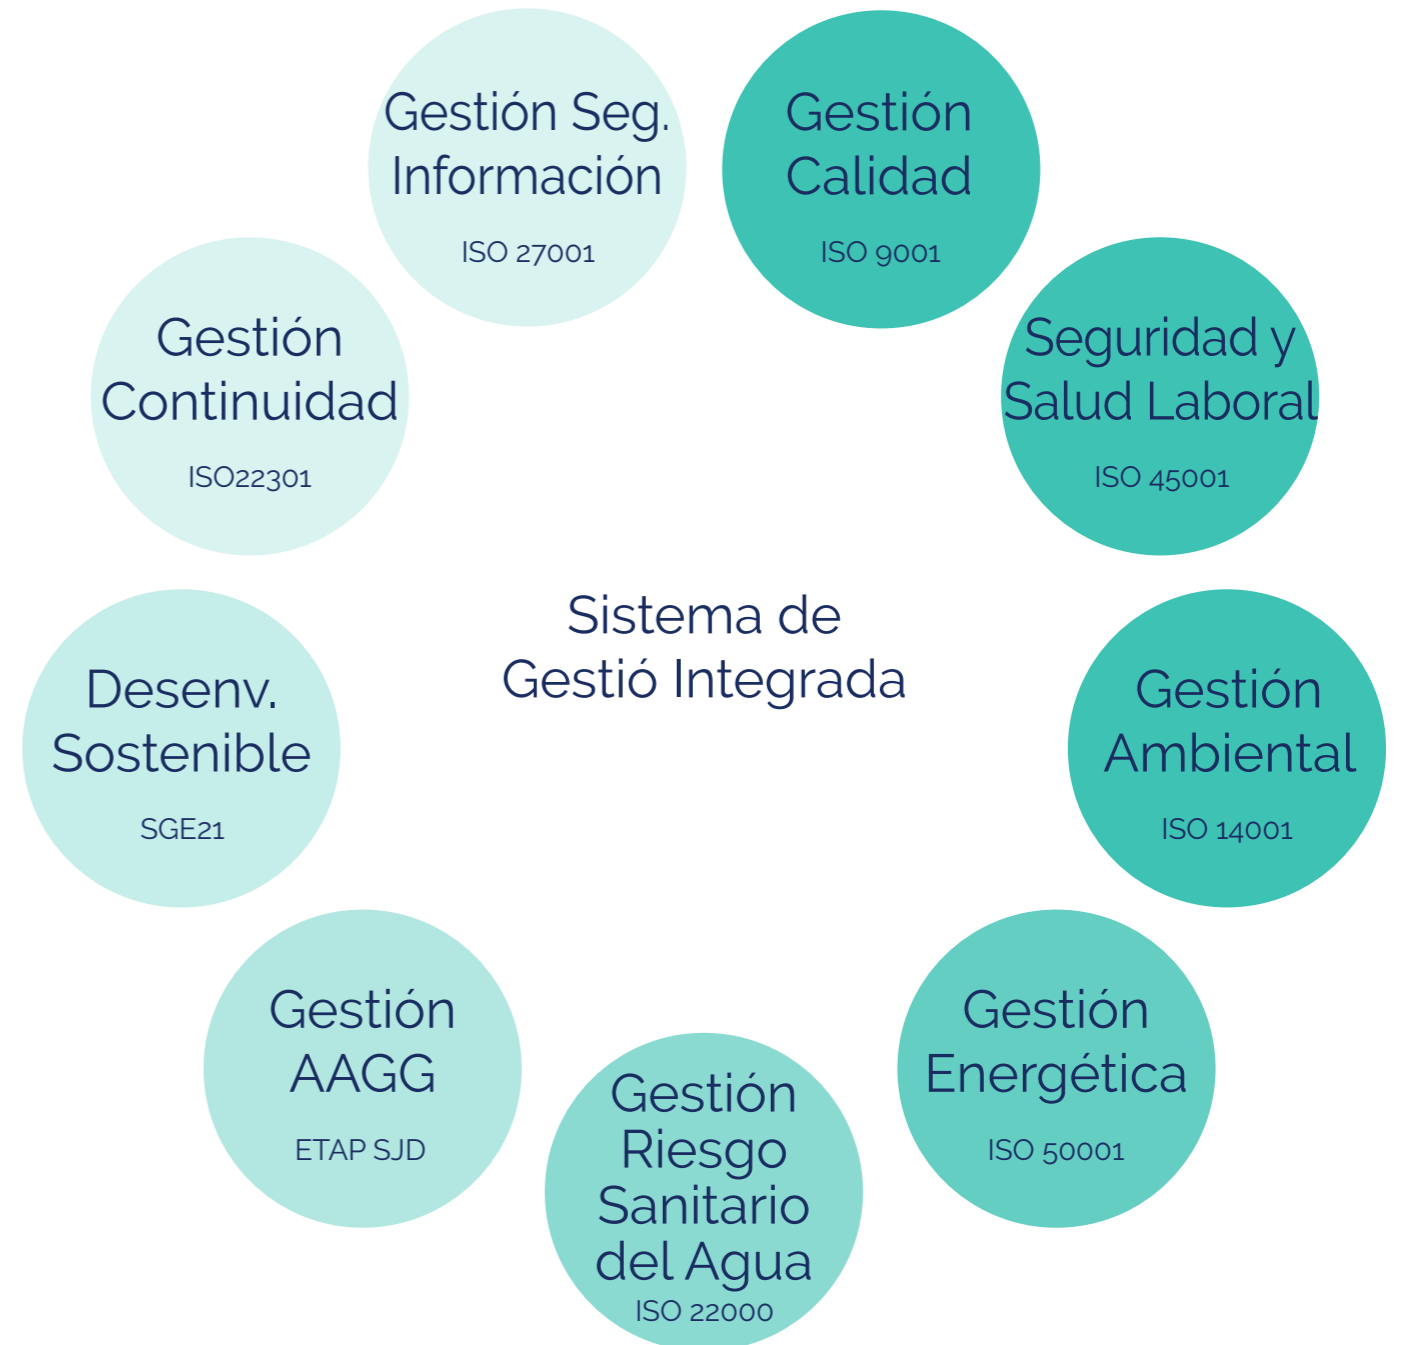 Gestión Seg.
Información
ISO 27001
Gestión
Calidad
ISO 9001
Seguridad y
Salud Laboral
ISO 45001
Gestión
Ambiental
ISO 14001
Gestión
Energética
ISO 50001
Gestión
Riesgo
Sanitario
del Agua
ISO 22000
Gestión
AAGG
ETAP SJD
Desenv.
Sostenible
SGE21
Gestión
Continuidad
ISO22301
Sistema de
Gestió Integrada